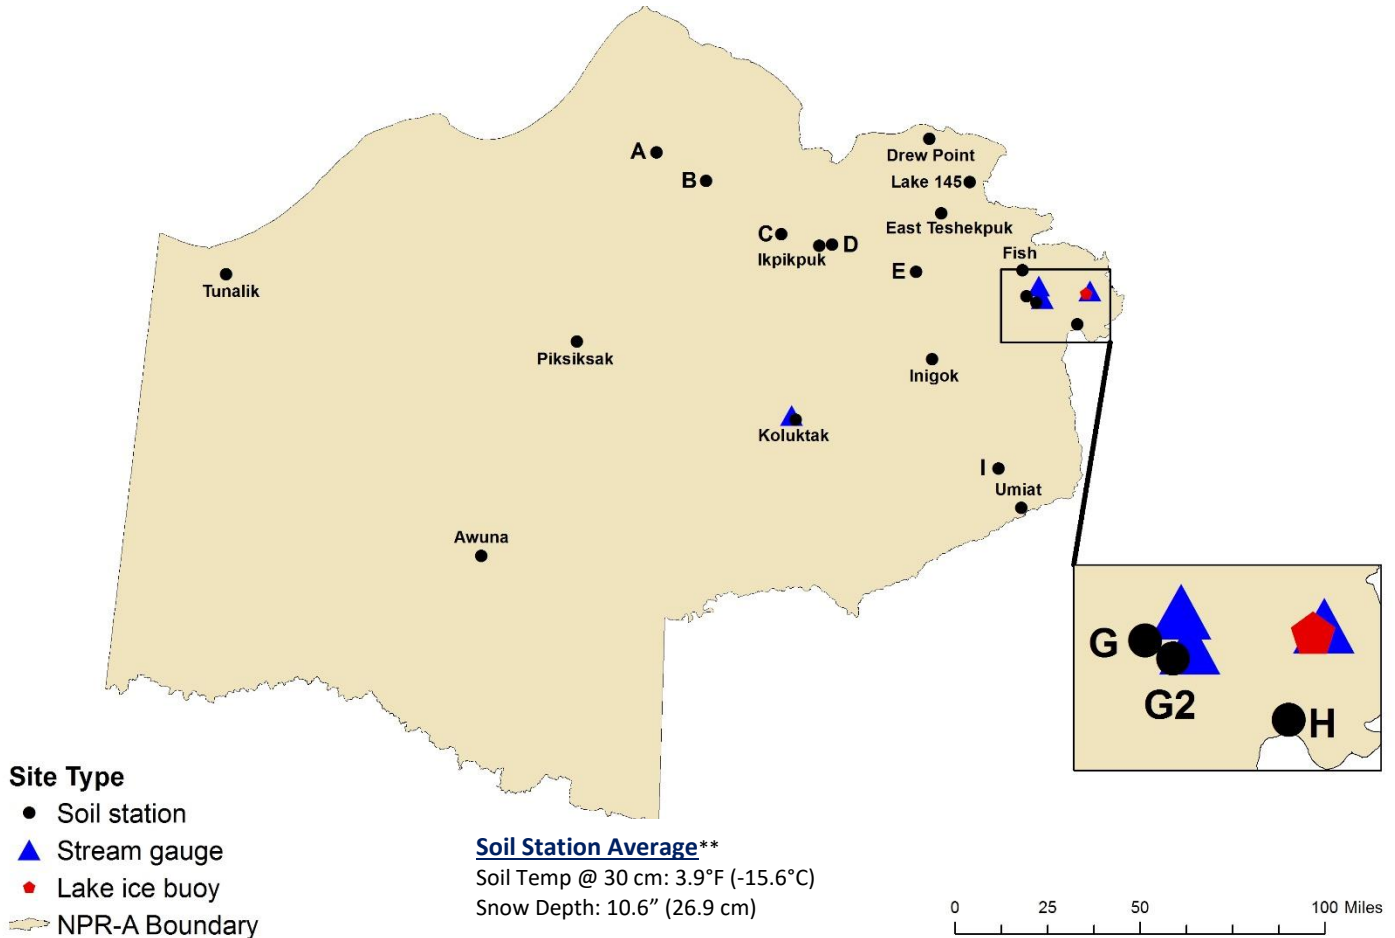 A
Drew Point
B
Lake 145
East Teshekpuk
C
D
Ikpikpuk
Fish
E
Tunalik
Piksiksak
Inigok
Koluktak
I
Umiat
Awuna
G
G2
H
Site Type
Soil station
Stream gauge
Lake ice buoy
NPR-A Boundary
Soil Station Average**
Soil Temp @ 30 cm: 3.9°F (-15.6°C)
Snow Depth: 10.6” (26.9 cm)
0 25 50 100 Miles